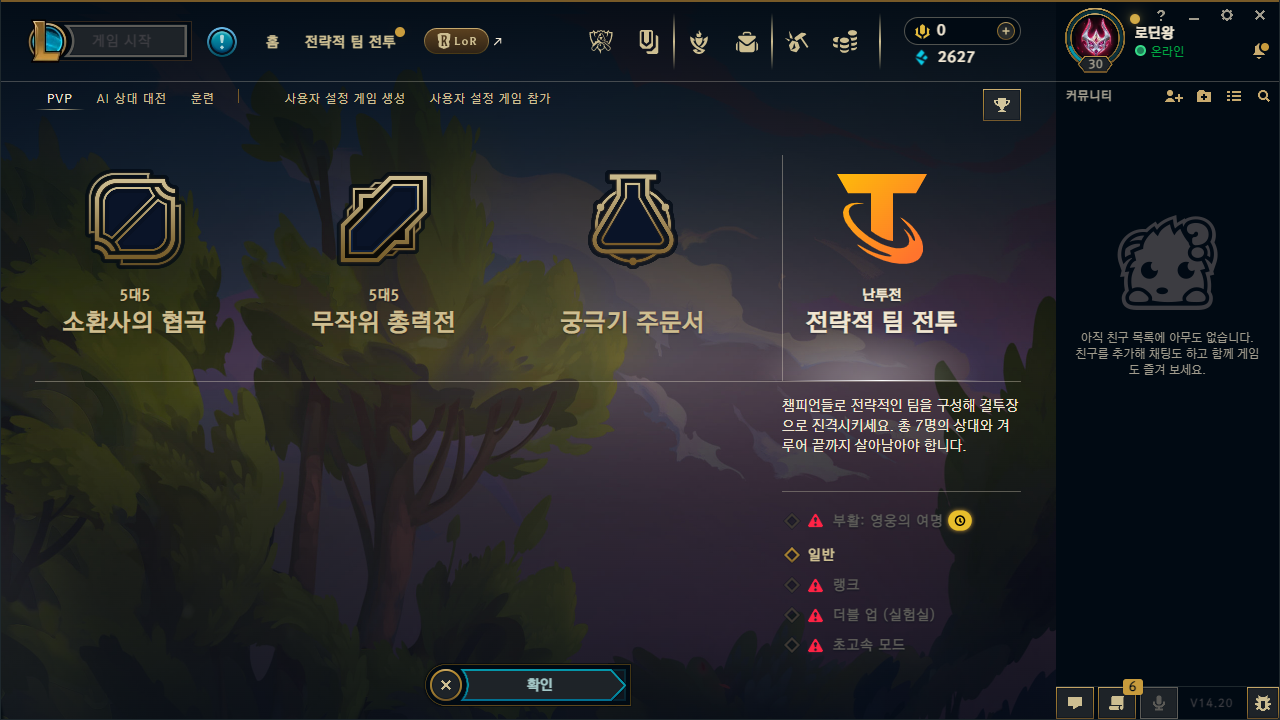 게임 시작
홈
전략적 팀 전투
LoR
0
2627
?
로딘왕
온라인
30
PVP
AI 상대 대전
훈련
사용자 설정 게임 생성
사용자 설정 게임 참가
커뮤니티
5대5
소환사의 협곡
5대5
무작위 총력전
궁극기 주문서
난투전
전략적 팀 전투
챔피언들로 전략적인 팀을 구성해 결투장
으로 진격시키세요. 총 7명의 상대와 겨
루어 끝까지 살아남아야 합니다.
부활: 영웅의 여명
일반
랭크
더블 업 (실험실)
초고속 모드
확인
아직 친구 목록에 아무도 없습니다.
친구를 추가해 채팅도 하고 함께 게임
도 즐겨 보세요.
6
V14.20